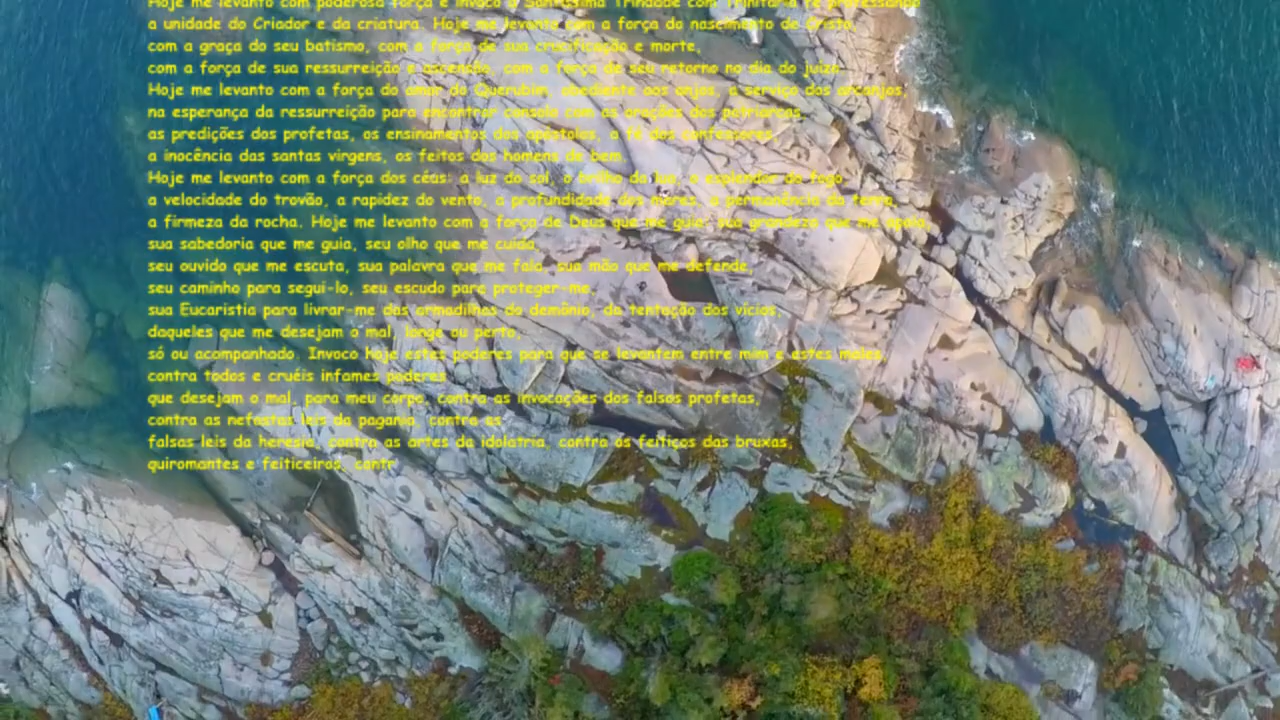 Hoje me levanto com poderosa força e invoco a Santíssima Trindade com Trinitária fé professando
a unidade do Criador e da criatura. Hoje me levanto com a força do nascimento de Cristo,
com a graça do seu batismo, com a força de sua crucificação e morte,
com a força de sua ressurreição e ascensão, com a força de seu retorno no dia do juízo
Hoje me levanto com a força do amor do Querubim, obediente aos anjos, a serviço dos arcanjos,
na esperança da ressurreição para encontrar consolo com as orações dos patriarcas,
as predições dos profetas, os ensinamentos dos apóstolos, a fé dos confessores,
a inocência das santas virgens, os feitos dos homens de bem.
Hoje me levanto com a força dos céus: a luz do sol, o brilho da lua, o esplendor do fogo
a velocidade do trovão, a rapidez do vento, a profundidade dos mares, a permanência da terra,
a firmeza da rocha. Hoje me levanto com a força de Deus que me guia: sua grandeza que me apoia,
sua sabedoria que me guia, seu olho que me cuida,
seu ouvido que me escuta, sua palavra que me fala, sua mão que me defende,
seu caminho para segui-lo, seu escudo para proteger-me,
sua Eucaristia para livrar-me das armadilhas do demônio, da tentação dos vícios,
daqueles que me desejam o mal, longe ou perto,
só ou acompanhado. Invoco hoje estes poderes para que se levantem entre mim e estes males,
contra todos e cruéis infames poderes
que desejam o mal, para meu corpo, contra as invocações dos falsos profetas,
contra as nefastas leis da pagania, contra as
falsas leis da heresia, contra as artes da idolatria, contra os feitiços das bruxas,
quiromantes e feiticeiros, contr